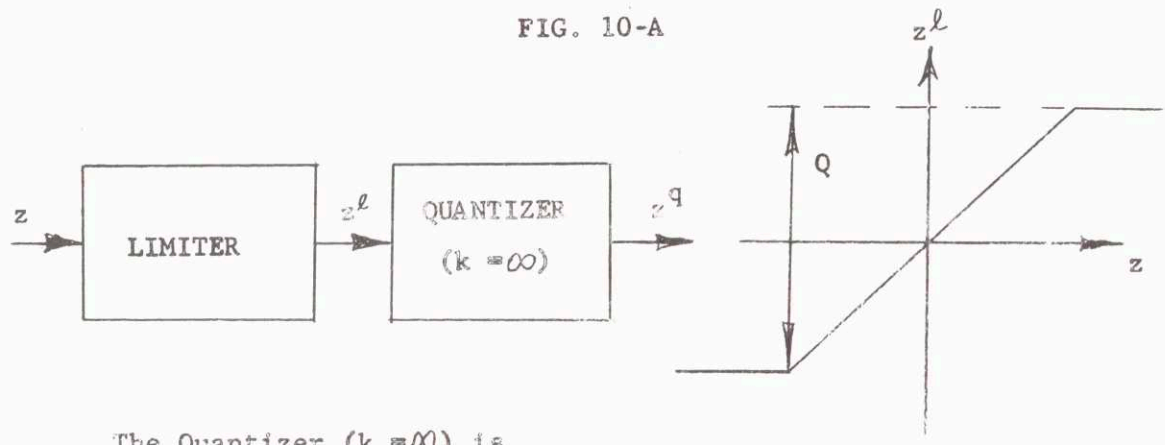 FIG. 10-A
z^ℓ
Q
z
LIMITER
z^ℓ
QUANTIZER
(k = ∞)
z^q
z
The Quantizer (k = ∞) is